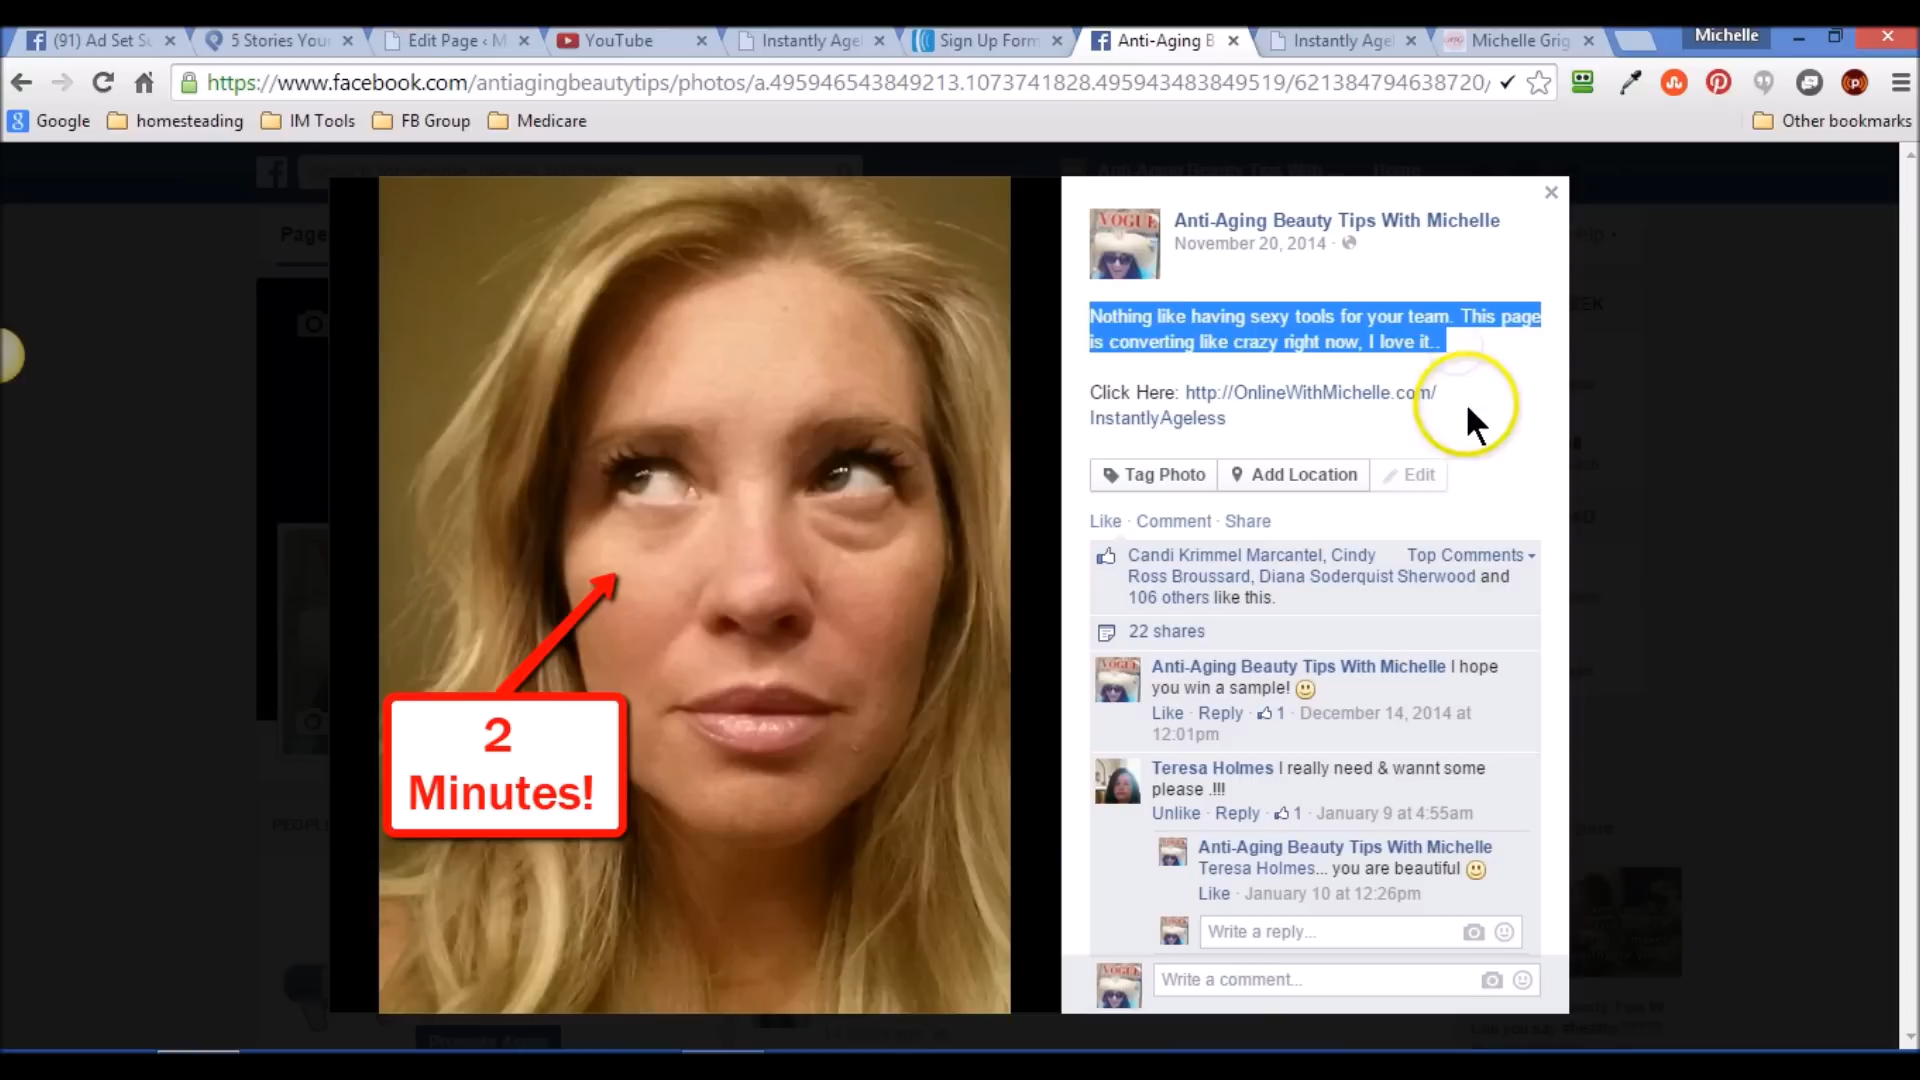 (91) Ad Set Su
5 Stories Your
Edit Page ‹ M
YouTube
Instantly Age
Sign Up Form
Anti-Aging B
Instantly Age
Michelle Grig
Michelle
https://www.facebook.com/antiagingbeautytips/photos/a.495946543849213.1073741828.495943483849519/621384794638720/
Google
homesteading
IM Tools
FB Group
Medicare
Other bookmarks
Page
Anti-Aging Beauty Tips With Michelle
November 20, 2014 ·
Nothing like having sexy tools for your team. This page
is converting like crazy right now, I love it..
Click Here: http://OnlineWithMichelle.com/
InstantlyAgeless
Tag Photo
Add Location
Edit
Like · Comment · Share
Candi Krimmel Marcantel, Cindy
Top Comments
Ross Broussard, Diana Soderquist Sherwood and
106 others like this.
22 shares
Anti-Aging Beauty Tips With Michelle I hope
you win a sample!
Like · Reply · 1 · December 14, 2014 at
12:01pm
Teresa Holmes I really need & wannt some
please .!!!
Unlike · Reply · 1 · January 9 at 4:55am
Anti-Aging Beauty Tips With Michelle
Teresa Holmes... you are beautiful
Like · January 10 at 12:26pm
Write a reply...
Write a comment...
2
Minutes!
VOGUE